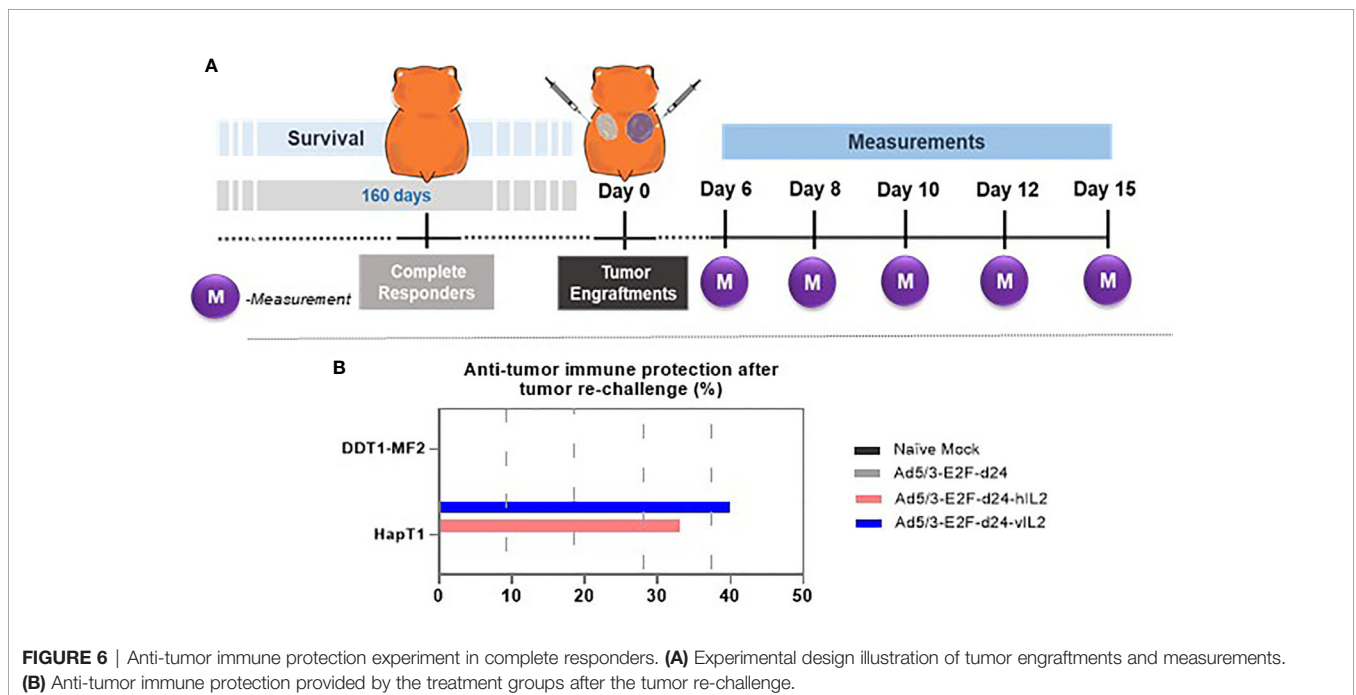 A
Survival
160 days
Complete
Responders
M
-Measurement
Day 0
Tumor
Engraftments
Measurements
Day 6
Day 8
Day 10
Day 12
Day 15
M
M
M
M
M
B
Anti-tumor immune protection after
tumor re-challenge (%)
DDT1-MF2
HapT1
0
10
20
30
40
50
Naïve Mock
Ad5/3-E2F-d24
Ad5/3-E2F-d24-hIL2
Ad5/3-E2F-d24-vIL2
FIGURE 6 | Anti-tumor immune protection experiment in complete responders. (A) Experimental design illustration of tumor engraftments and measurements.
(B) Anti-tumor immune protection provided by the treatment groups after the tumor re-challenge.